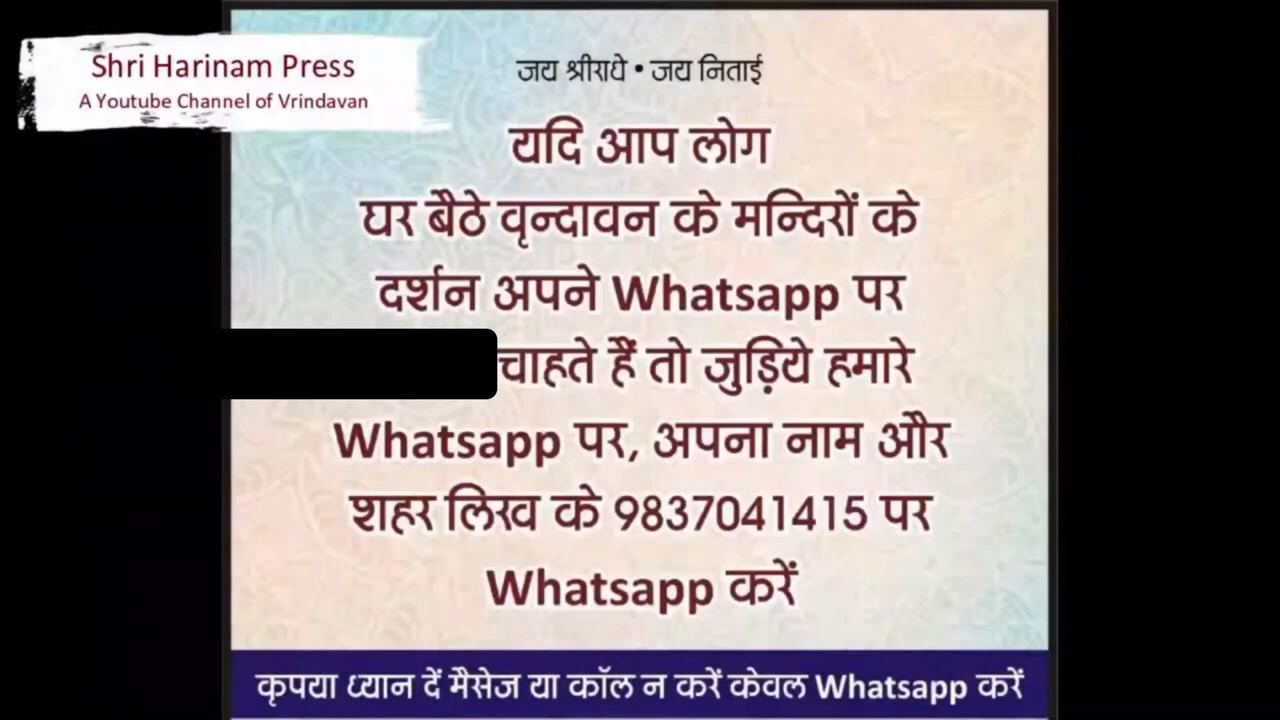 Shri Harinam Press
A Youtube Channel of Vrindavan
जय श्रीराधे • जय निताई
यदि आप लोग
घर बैठे वृन्दावन के मन्दिरों के
दर्शन अपने Whatsapp पर
चाहते हैं तो जुड़िये हमारे
Whatsapp पर, अपना नाम और
शहर लिख के 9837041415 पर
Whatsapp करें
कृपया ध्यान दें मैसेज या कॉल न करें केवल Whatsapp करें